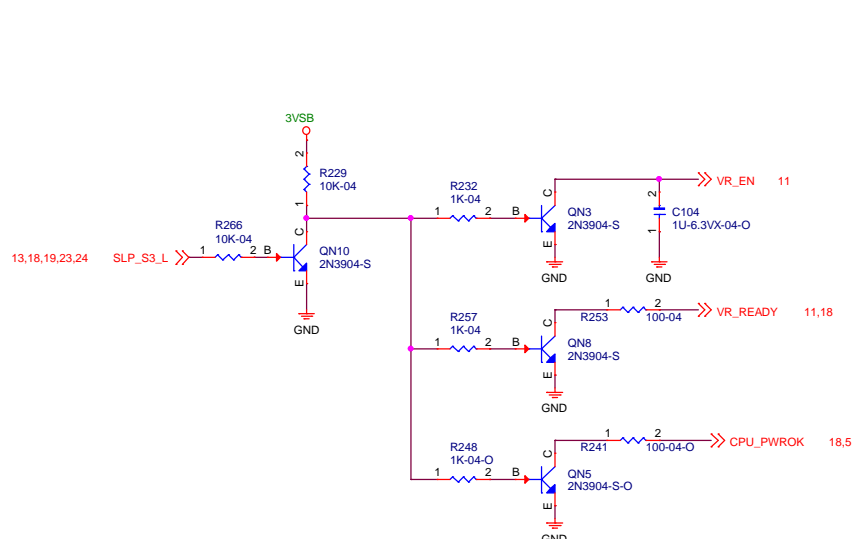 3VSB
2
R229
10K-04
1
R232
1K-04
1
2
B
C
QN3
2N3904-S
E
GND
VR_EN
11
2
C104
1U-6.3VX-04-O
1
GND
13,18,19,23,24
SLP_S3_L
R266
10K-04
1
2
B
C
QN10
2N3904-S
E
GND
R257
1K-04
1
2
B
C
QN8
2N3904-S
E
GND
1
2
R253
100-04
VR_READY
11,18
R248
1K-04-O
1
2
B
C
QN5
2N3904-S-O
E
GND
1
2
R241
100-04-O
CPU_PWROK
18,5